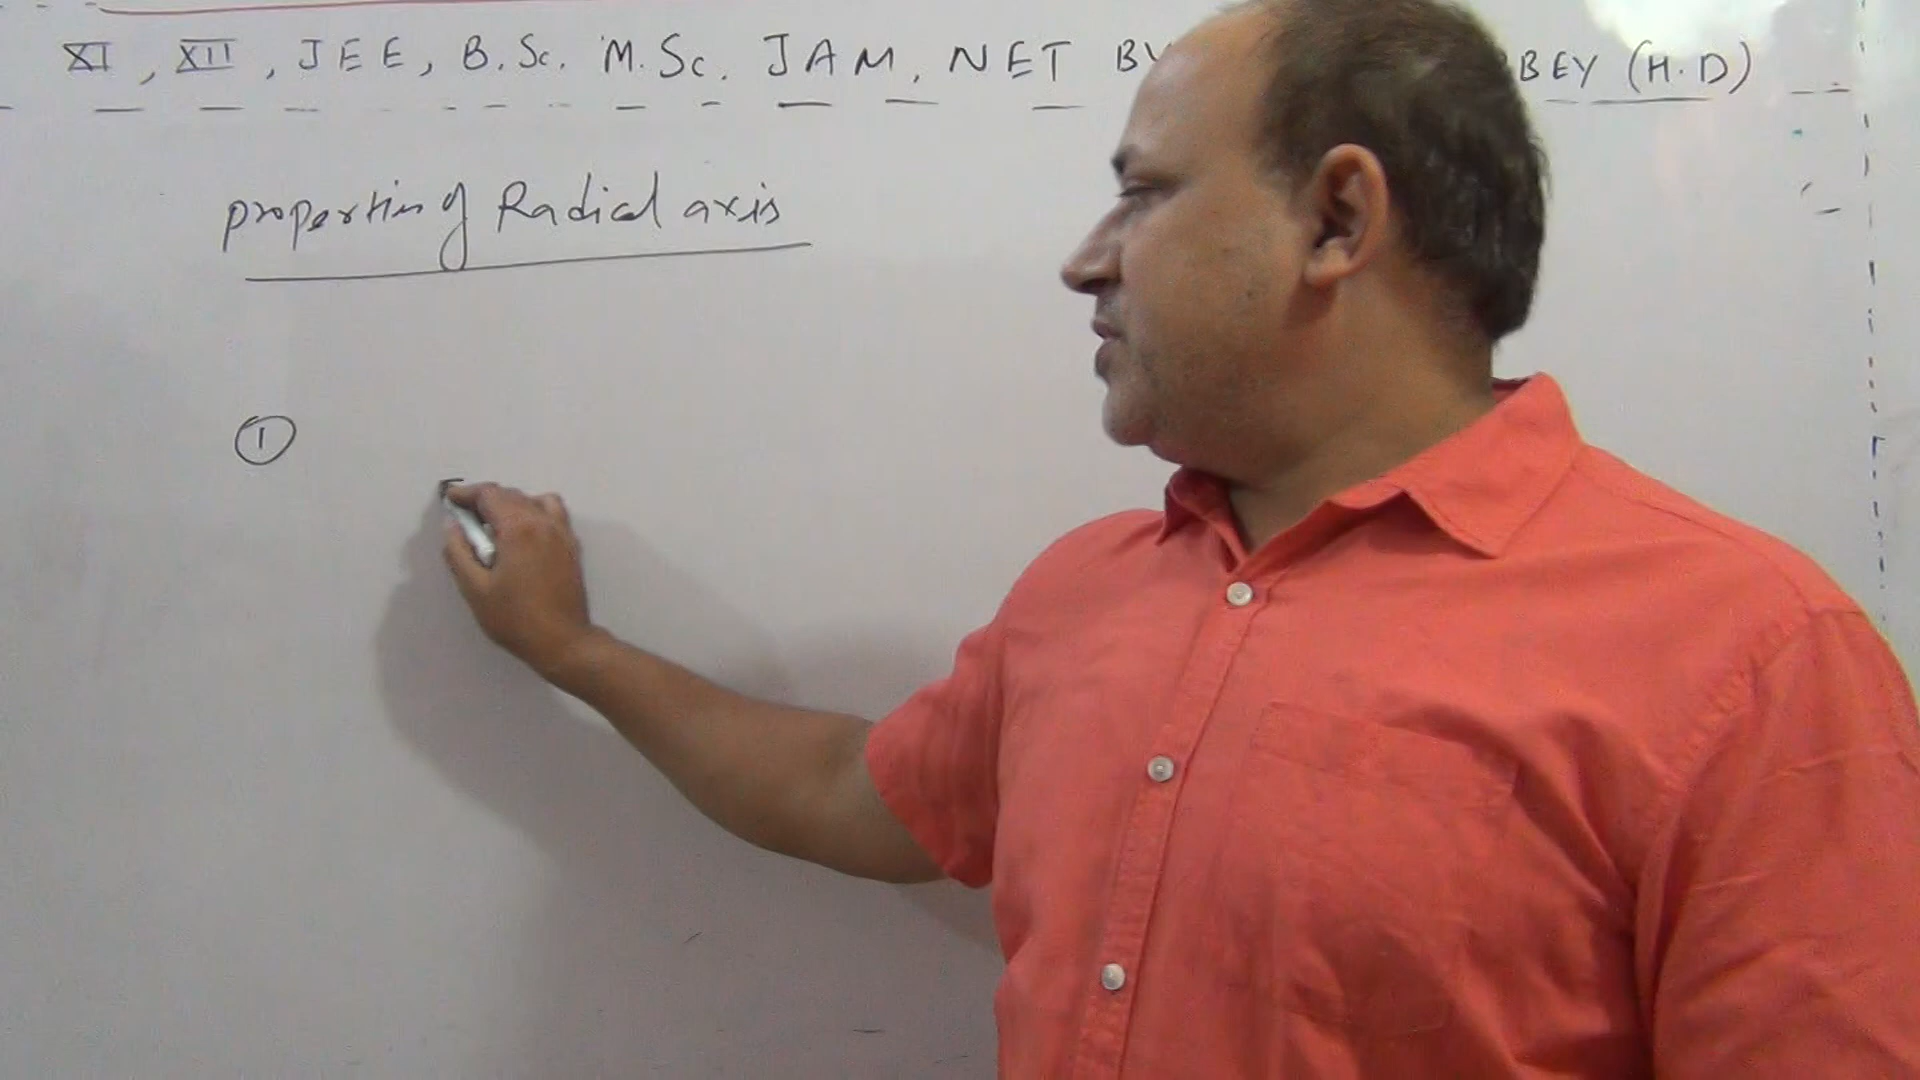 XI, XII, JEE, B.Sc. M.Sc. JAM, NET BY BEY (H.D)
properties of Radical axis
1